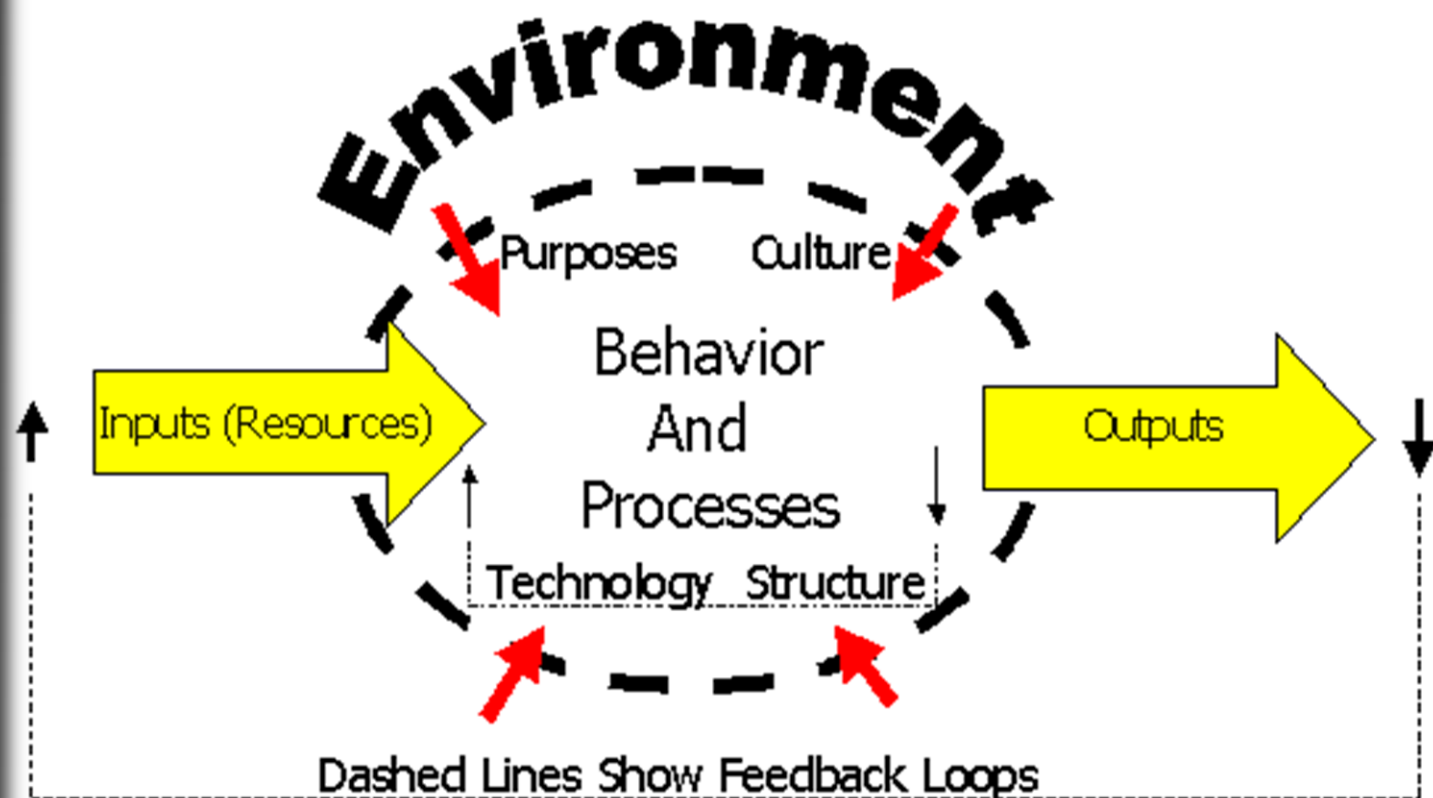 Environment
Purposes Culture
Behavior
And
Processes
Inputs (Resources)
Outputs
Technology Structure
Dashed Lines Show Feedback Loops